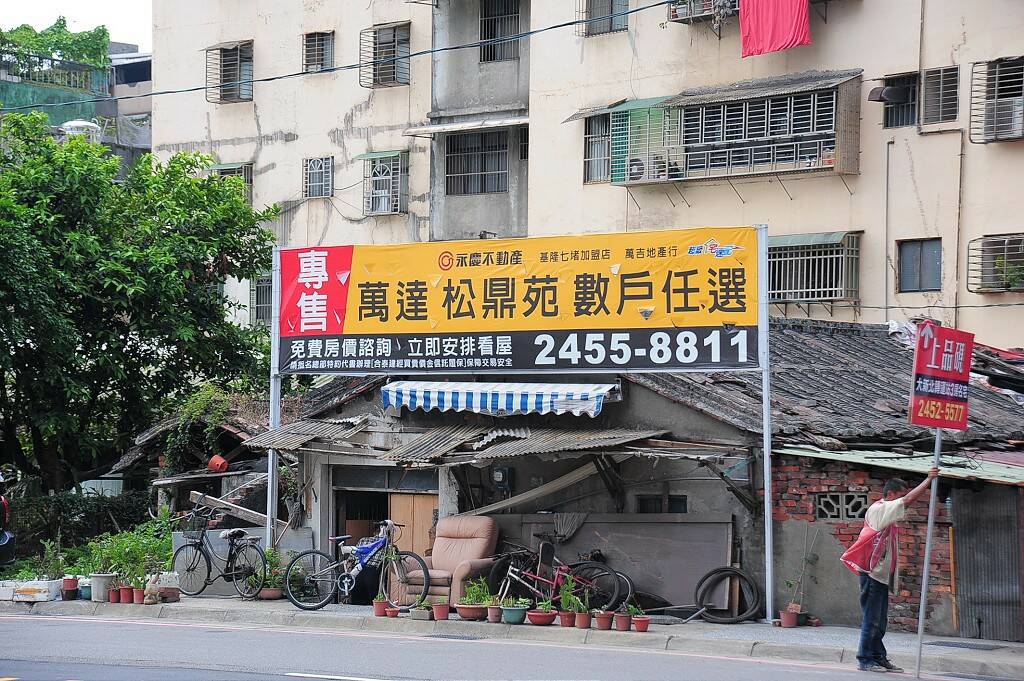 專售
永慶不動產 基隆七堵加盟店 萬吉地產行
萬達 松鼎苑 數戶任選
免費房價諮詢、立即安排看屋
2455-8811
上品硯
2452-5577